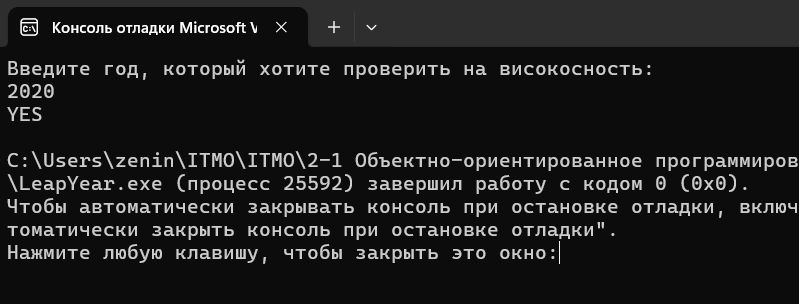 Консоль отладки Microsoft V
Введите год, который хотите проверить на високосность:
2020
YES
C:\Users\zenin\ITMO\ITMO\2-1 Объектно-ориентированное программиров
\LeapYear.exe (процесс 25592) завершил работу с кодом 0 (0x0).
Чтобы автоматически закрывать консоль при остановке отладки, включ
томатически закрыть консоль при остановке отладки".
Нажмите любую клавишу, чтобы закрыть это окно: